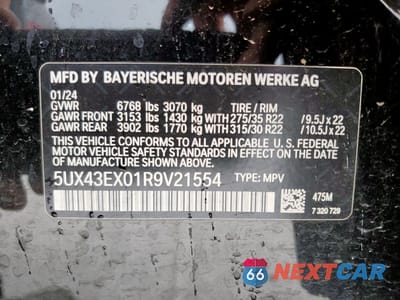 MFD BY BAYERISCHE MOTOREN WERKE AG
01/24
GVWR 6768 lbs 3070 kg TIRE / RIM
GAWR FRONT 3153 lbs 1430 kg WITH 275/35 R22 / 9.5J x 22
GAWR REAR 3902 lbs 1770 kg WITH 315/30 R22 / 10.5J x 22
THIS VEHICLE CONFORMS TO ALL APPLICABLE
U. S. FEDERAL MOTOR VEHICLE SAFETY STANDARDS
IN EFFECT ON THE DATE OF MANUFACTURE
SHOWN ABOVE.
5UX43EX01R9V21554 TYPE: MPV
475M
7 320 729
66 NEXTCAR